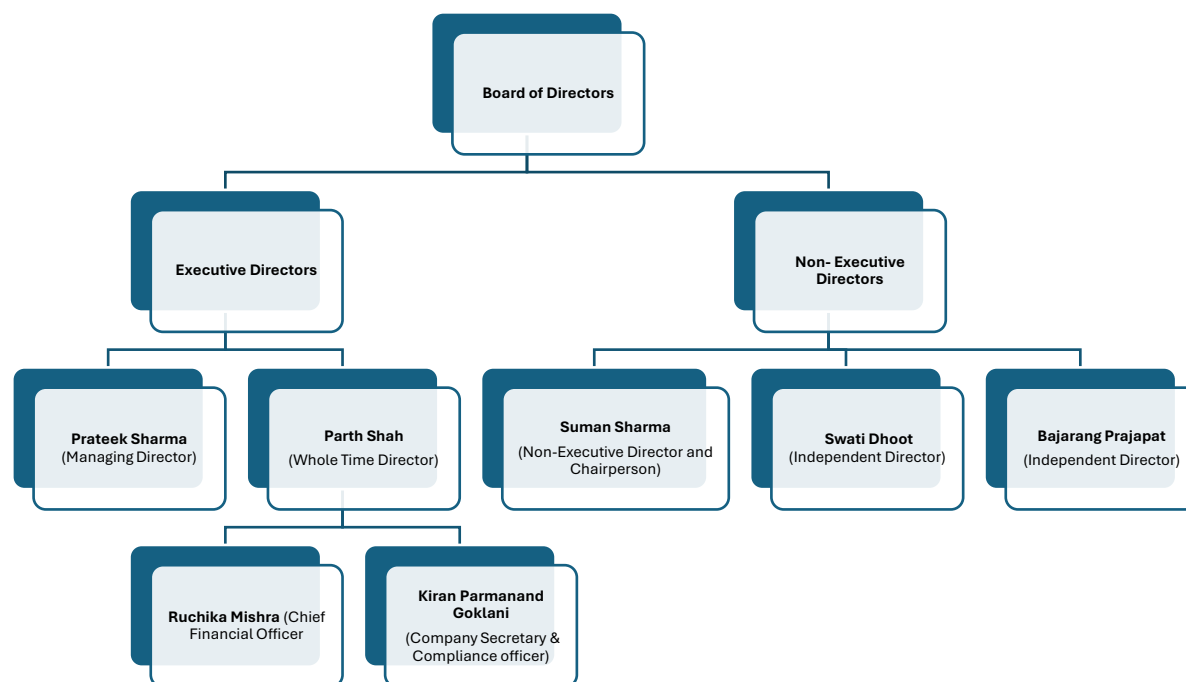 Board of Directors
Executive Directors
Non- Executive
Directors
Prateek Sharma
(Managing Director)
Parth Shah
(Whole Time Director)
Suman Sharma
(Non-Executive Director and
Chairperson)
Swati Dhoot
(Independent Director)
Bajarang Prajapat
(Independent Director)
Ruchika Mishra (Chief
Financial Officer
Kiran Parmanand
Goklani
(Company Secretary &
Compliance officer)